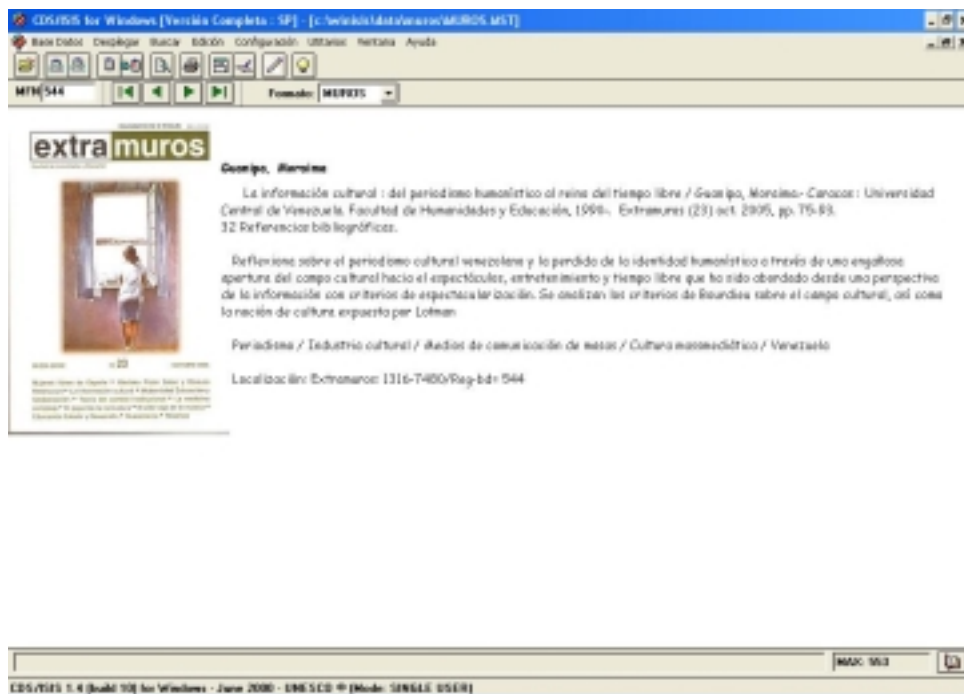 CDS/ISIS for Windows [Versión Completa : SP] - [c:\winisis\data\muros\MUROS.MST]
Base Datos Desplegar Buscar Edición Configuración Utilitarios Ventana Ayuda
MFN 544 Formato: MUROS
extramuros
Guanipa, Moraima
La información cultural : del periodismo humanístico al reino del tiempo libre / Guanipa, Moraima.- Caracas : Universidad
Central de Venezuela. Facultad de Humanidades y Educación, 1990-. Extramuros (23) oct. 2005, pp. 75-93.
32 Referencias bibliográficas.
Reflexiona sobre el periodismo cultural venezolano y la perdida de la identidad humanística a través de una engañosa
apertura del campo cultural hacia el espectáculos, entretenimiento y tiempo libre que ha sido abordado desde una perspectiva
de la información con criterios de espectacularización. Se analizan los criterios de Bourdieu sobre el campo cultural, así como
la noción de cultura expuesta por Lotman
Periodismo / Industria cultural / Medios de comunicación de masas / Cultura massmediática / Venezuela
Localización: Extramuros: 1316-7480/Reg-bd= 544
23
MAX: 553
CDS/ISIS 1.4 (build 10) for Windows - June 2000 - UNESCO © (Mode: SINGLE USER)